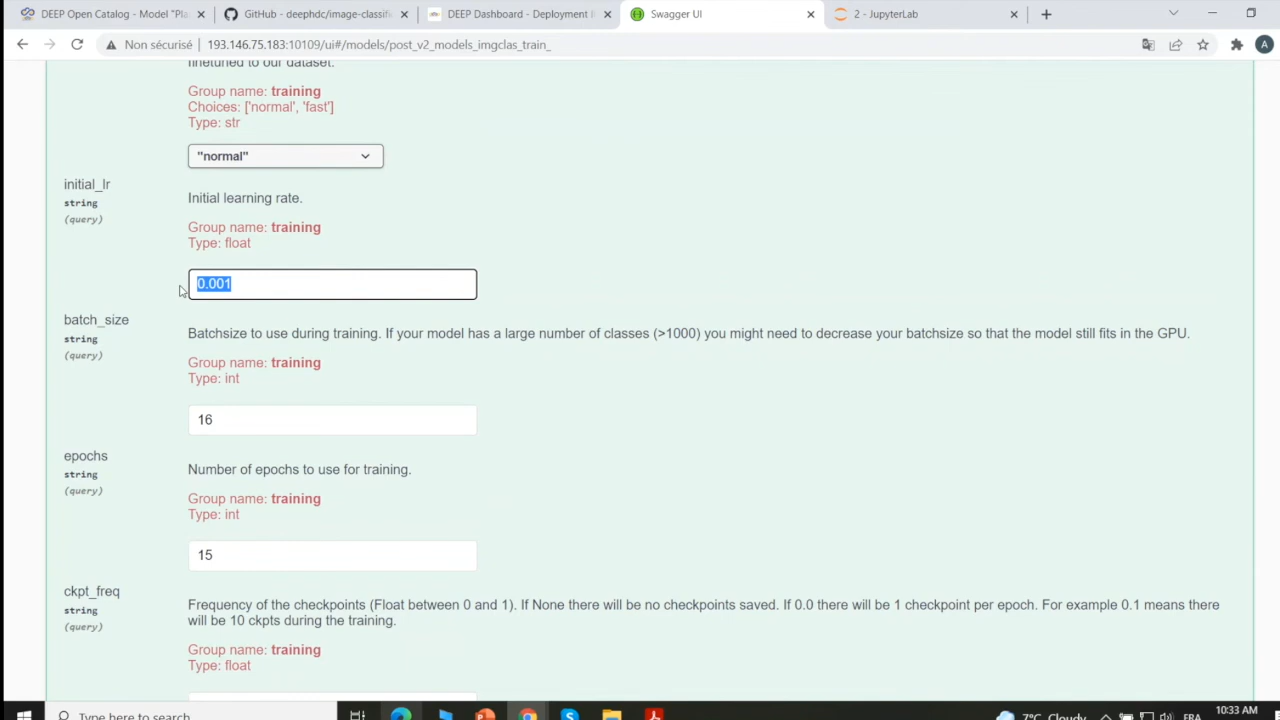 DEEP Open Catalog - Model "Pla
GitHub - deephdc/image-classifi
DEEP Dashboard - Deployment I
Swagger UI
2 - JupyterLab
Non sécurisé 193.146.75.183:10109/ui#/models/post_v2_models_imgclas_train_
A
finetuned to our dataset.
Group name: training
Choices: ['normal', 'fast']
Type: str
"normal"
initial_lr
string
(query)
Initial learning rate.
Group name: training
Type: float
0.001
batch_size
string
(query)
Batchsize to use during training. If your model has a large number of classes (>1000) you might need to decrease your batchsize so that the model still fits in the GPU.
Group name: training
Type: int
16
epochs
string
(query)
Number of epochs to use for training.
Group name: training
Type: int
15
ckpt_freq
string
(query)
Frequency of the checkpoints (Float between 0 and 1). If None there will be no checkpoints saved. If 0.0 there will be 1 checkpoint per epoch. For example 0.1 means there
will be 10 ckpts during the training.
Group name: training
Type: float
Type here to search
7°C Cloudy
FRA
10:33 AM